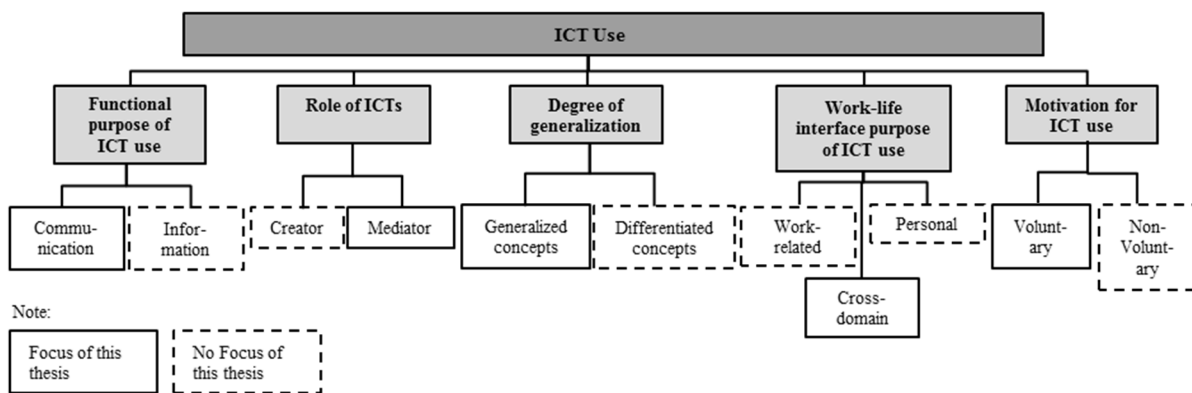 ICT Use
Functional
purpose of
ICT use
Role of ICTs
Degree of
generalization
Work-life
interface purpose
of ICT use
Motivation for
ICT use
Commu-
nication
Infor-
mation
Creator
Mediator
Generalized
concepts
Differentiated
concepts
Work-
related
Personal
Cross-
domain
Volunt-
ary
Non-
Volunt-
ary
Note:
Focus of this
thesis
No Focus of
this thesis